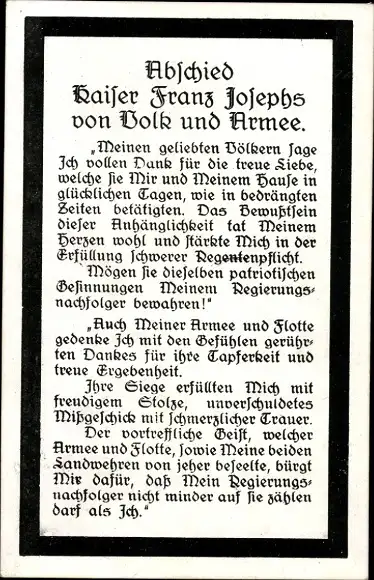 Abschied
Kaiser Franz Josephs
von Volk und Armee.
„Meinen geliebten Völkern sage
Ich vollen Dank für die treue Liebe,
welche sie Mir und Meinem Hause in
glücklichen Tagen, wie in bedrängten
Zeiten betätigten. Das Bewußtsein
dieser Anhänglichkeit tat Meinem
Herzen wohl und stärkte Mich in der
Erfüllung schwerer Regentenpflicht.
Mögen sie dieselben patriotischen
Gesinnungen Meinem Regierungs-
nachfolger bewahren!"
„Auch Meiner Armee und Flotte
gedenke Ich mit den Gefühlen gerühr-
ten Dankes für ihre Tapferkeit und
treue Ergebenheit.
Ihre Siege erfüllten Mich mit
freudigem Stolze, unverschuldetes
Mißgeschick mit schmerzlicher Trauer.
Der vortreffliche Geist, welcher
Armee und Flotte, sowie Meine beiden
Landwehren von jeher beseelte, bürgt
Mir dafür, daß Mein Regierungs-
nachfolger nicht minder auf sie zählen
darf als Ich."